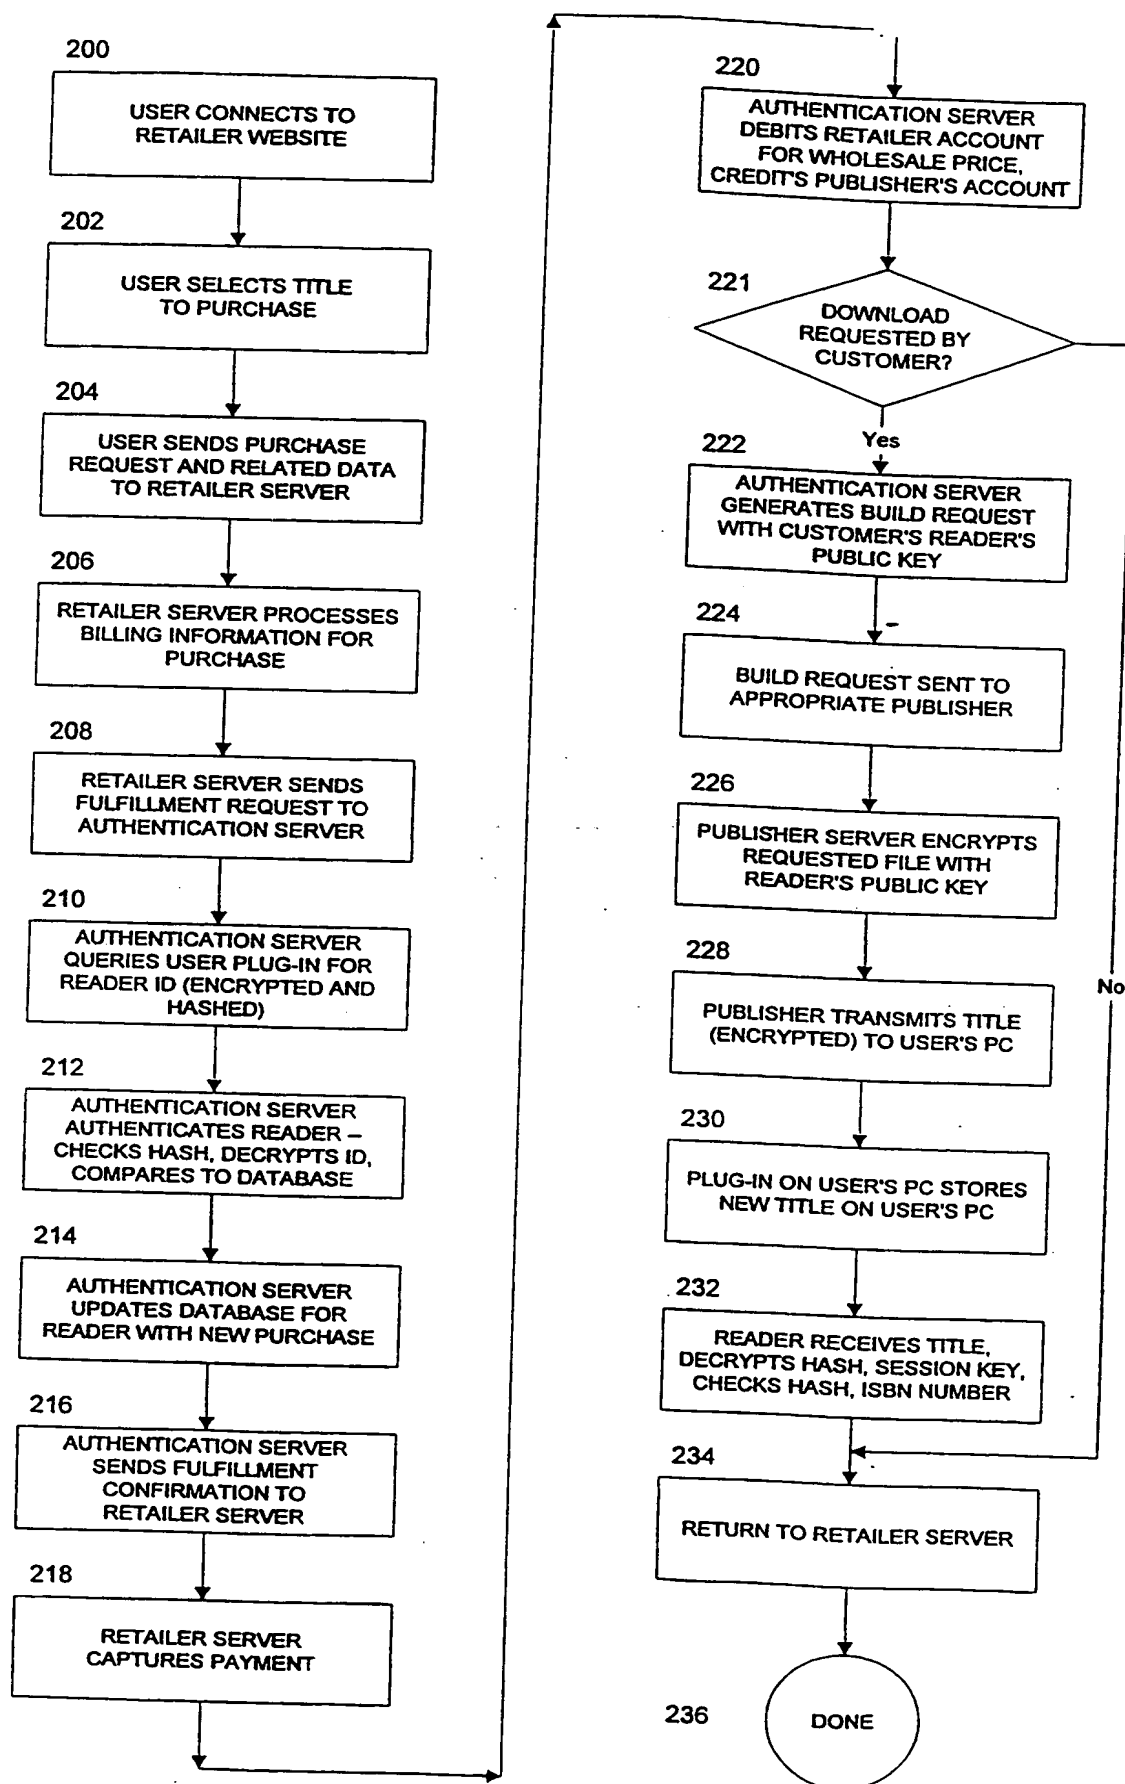 200
USER CONNECTS TO
RETAILER WEBSITE
202
USER SELECTS TITLE
TO PURCHASE
204
USER SENDS PURCHASE
REQUEST AND RELATED DATA
TO RETAILER SERVER
206
RETAILER SERVER PROCESSES
BILLING INFORMATION FOR
PURCHASE
208
RETAILER SERVER SENDS
FULFILLMENT REQUEST TO
AUTHENTICATION SERVER
210
AUTHENTICATION SERVER
QUERIES USER PLUG-IN FOR
READER ID (ENCRYPTED AND
HASHED)
212
AUTHENTICATION SERVER
AUTHENTICATES READER –
CHECKS HASH, DECRYPTS ID,
COMPARES TO DATABASE
214
AUTHENTICATION SERVER
UPDATES DATABASE FOR
READER WITH NEW PURCHASE
216
AUTHENTICATION SERVER
SENDS FULFILLMENT
CONFIRMATION TO
RETAILER SERVER
218
RETAILER SERVER
CAPTURES PAYMENT
220
AUTHENTICATION SERVER
DEBITS RETAILER ACCOUNT
FOR WHOLESALE PRICE,
CREDIT'S PUBLISHER'S ACCOUNT
221
DOWNLOAD
REQUESTED BY
CUSTOMER?
Yes
222
AUTHENTICATION SERVER
GENERATES BUILD REQUEST
WITH CUSTOMER'S READER'S
PUBLIC KEY
224
BUILD REQUEST SENT TO
APPROPRIATE PUBLISHER
226
PUBLISHER SERVER ENCRYPTS
REQUESTED FILE WITH
READER'S PUBLIC KEY
228
PUBLISHER TRANSMITS TITLE
(ENCRYPTED) TO USER'S PC
No
230
PLUG-IN ON USER'S PC STORES
NEW TITLE ON USER'S PC
232
READER RECEIVES TITLE,
DECRYPTS HASH, SESSION KEY,
CHECKS HASH, ISBN NUMBER
234
RETURN TO RETAILER SERVER
236
DONE